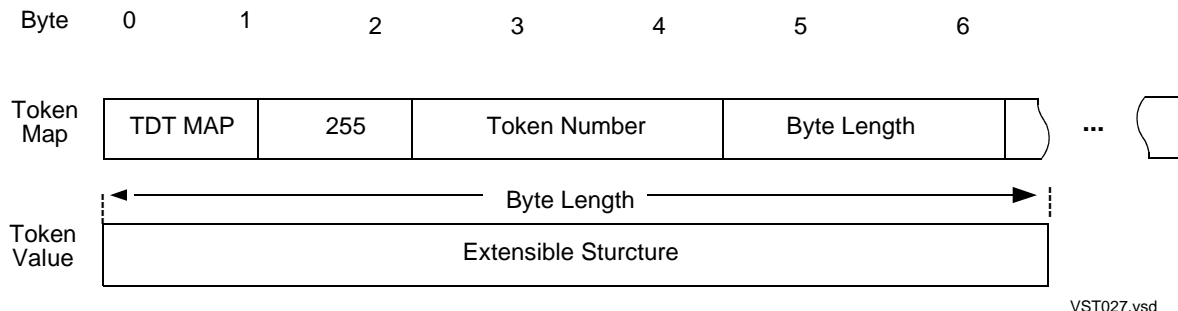 Byte 0 1 2 3 4 5 6
Token
Map
TDT MAP 255 Token Number Byte Length ...
Byte Length
Token
Value
Extensible Sturcture
VST027.vsd